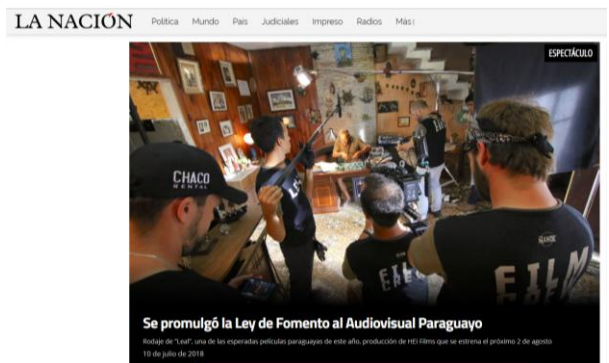 LA NACIÓN
Política Mundo País Judiciales Impreso Radios Más
ESPECTÁCULO
CHACO
RENTAL
FILM
Se promulgó la Ley de Fomento al Audiovisual Paraguayo
Rodaje de "Leal", una de las esperadas películas paraguayas de este año, producción de HEI Films que se estrena el próximo 2 de agosto
10 de julio de 2018